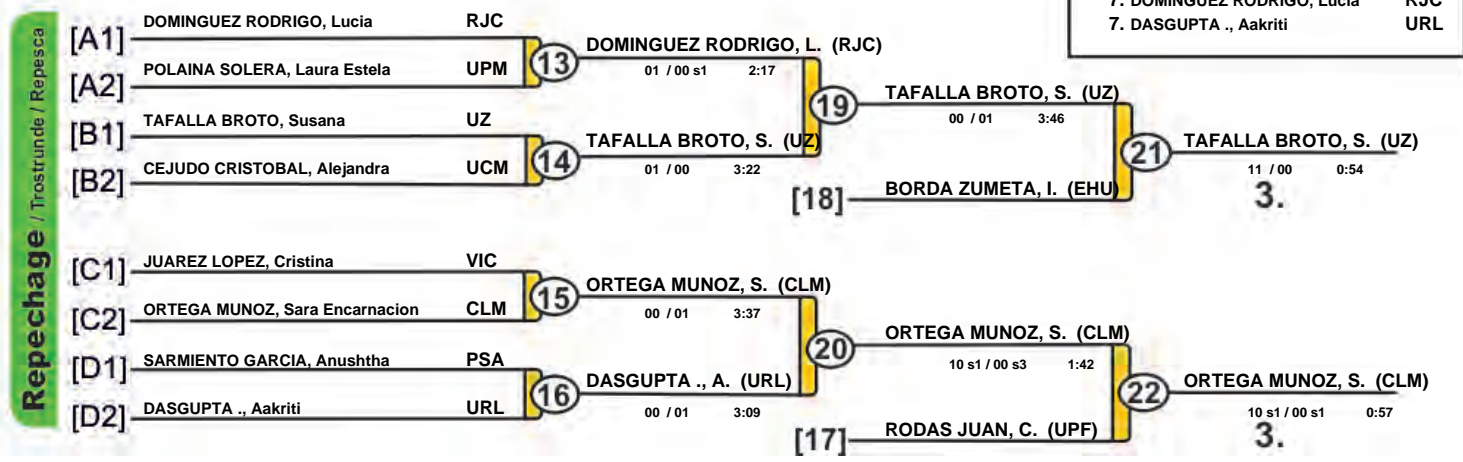 7. DOMINGUEZ RODRIGO, Lucia RJC
7. DASGUPTA ., Aakriti URL
Repechage / Trostrunde / Repesca
[A1] DOMINGUEZ RODRIGO, Lucia RJC
[A2] POLAINA SOLERA, Laura Estela UPM
13
DOMINGUEZ RODRIGO, L. (RJC)
01 / 00 s1 2:17
[B1] TAFALLA BROTO, Susana UZ
[B2] CEJUDO CRISTOBAL, Alejandra UCM
14
TAFALLA BROTO, S. (UZ)
01 / 00 3:22
19
TAFALLA BROTO, S. (UZ)
00 / 01 3:46
[18] BORDA ZUMETA, I. (EHU)
21
TAFALLA BROTO, S. (UZ)
11 / 00 0:54
3.
[C1] JUAREZ LOPEZ, Cristina VIC
[C2] ORTEGA MUNOZ, Sara Encarnacion CLM
15
ORTEGA MUNOZ, S. (CLM)
00 / 01 3:37
[D1] SARMIENTO GARCIA, Anushtha PSA
[D2] DASGUPTA ., Aakriti URL
16
DASGUPTA ., A. (URL)
00 / 01 3:09
20
ORTEGA MUNOZ, S. (CLM)
10 s1 / 00 s3 1:42
[17] RODAS JUAN, C. (UPF)
22
ORTEGA MUNOZ, S. (CLM)
10 s1 / 00 s1 0:57
3.